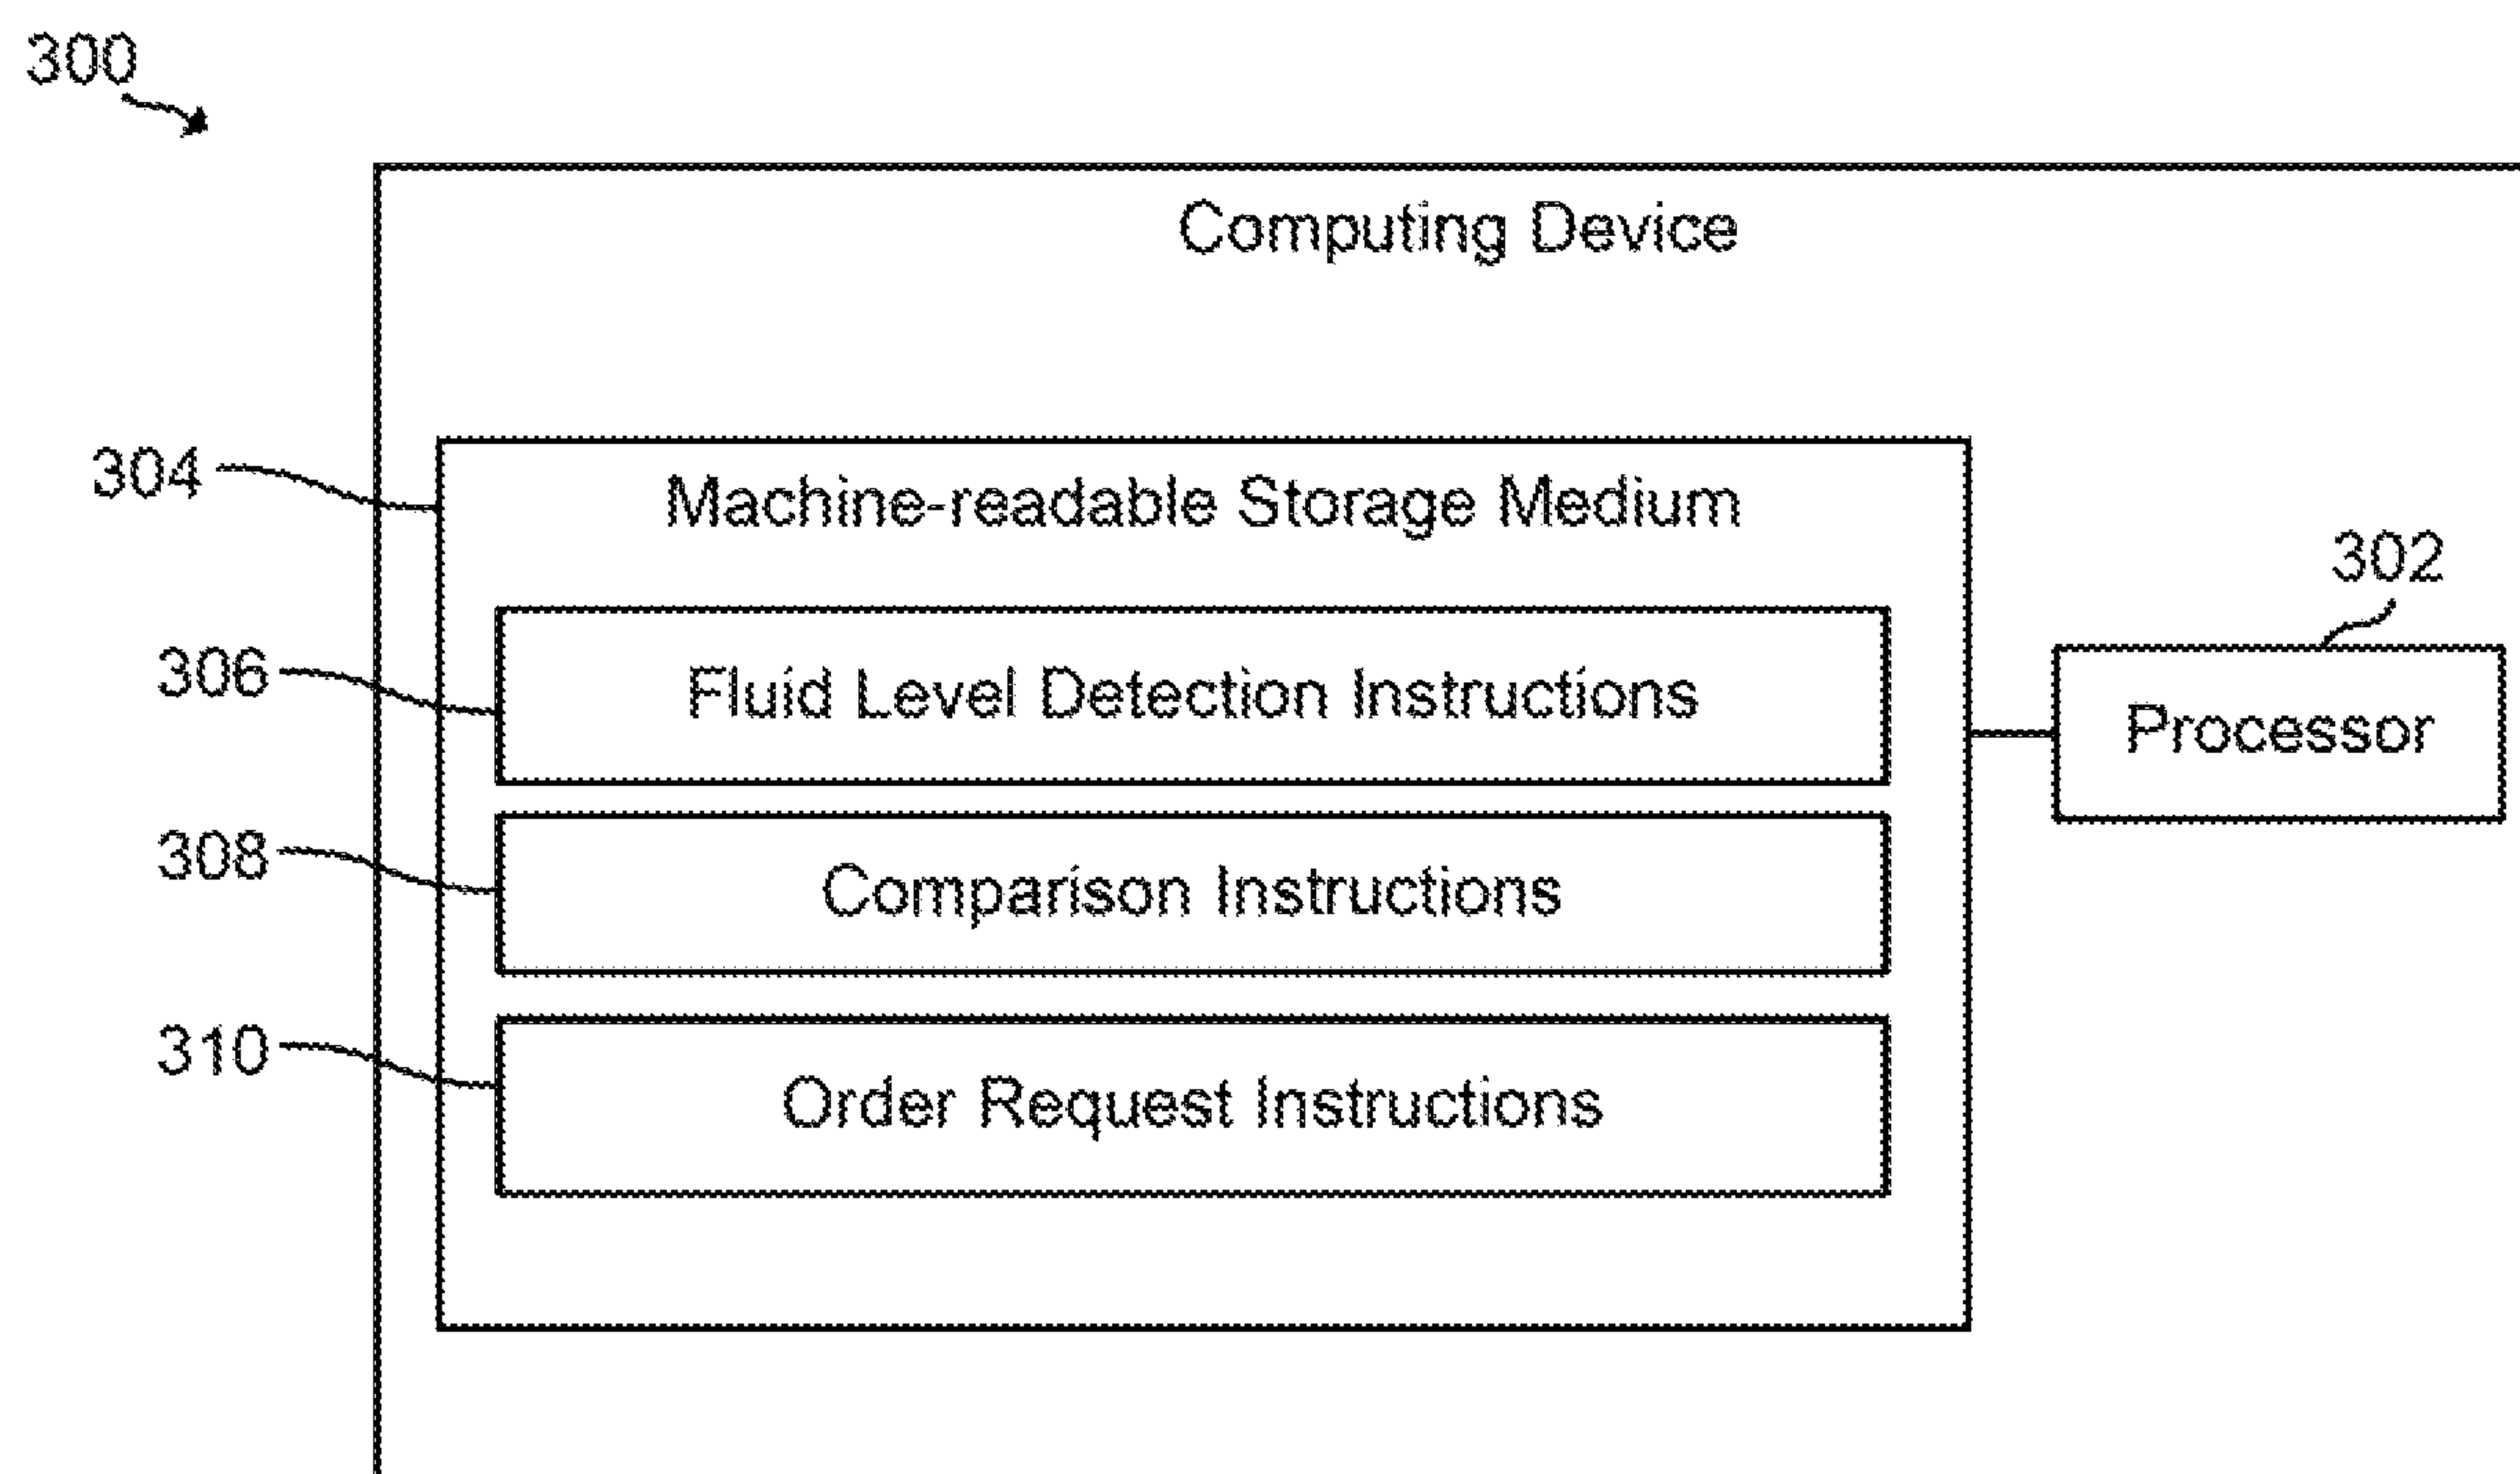 300
Computing Device
304
Machine-readable Storage Medium
302
306
Fluid Level Detection Instructions
Processor
308
Comparison Instructions
310
Order Request Instructions